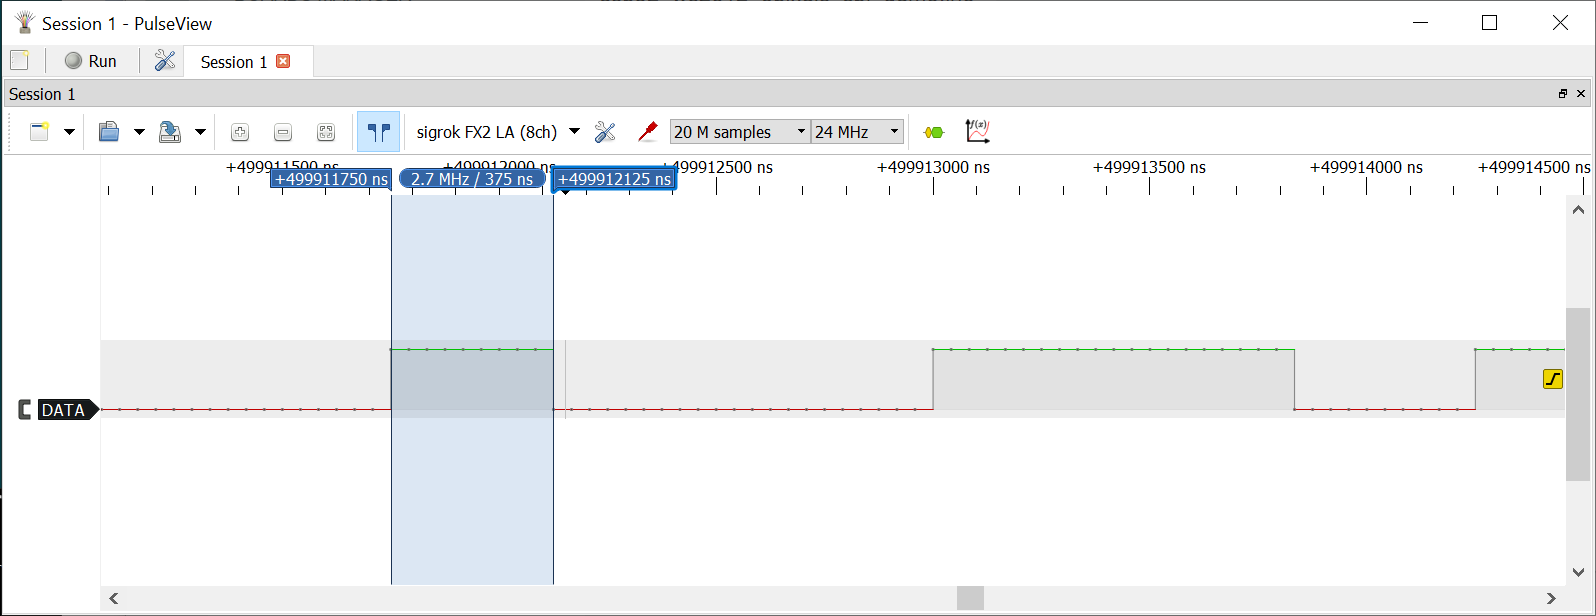 Session 1 - PulseView
Run
Session 1
Session 1
sigrok FX2 LA (8ch)
20 M samples
24 MHz
f(x)
+499911500 ns +499912000 ns +499912500 ns +499913000 ns +499913500 ns +499914000 ns +499914500 ns
+499911750 ns 2.7 MHz / 375 ns +499912125 ns
C DATA